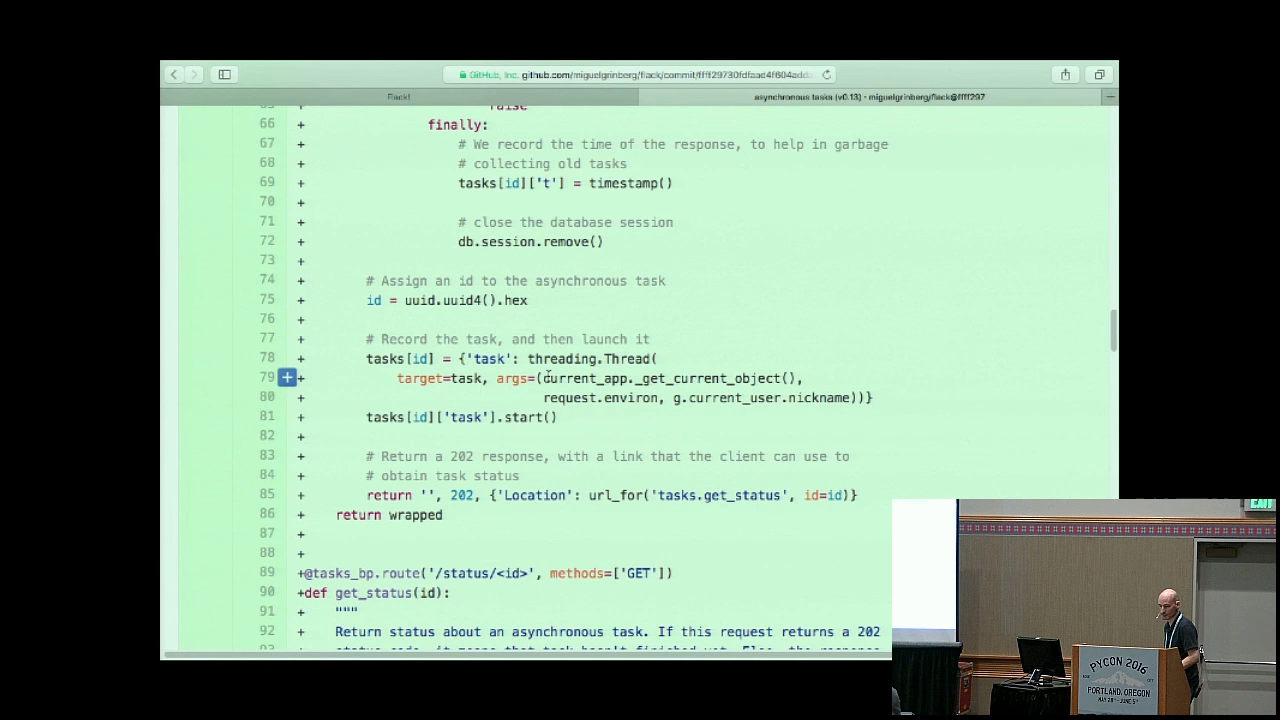 GitHub, Inc. github.com/miguelgrinberg/flack/commit/ffff29730fdfaad4f604adda
Flack!
asynchronous tasks (v0.13) · miguelgrinberg/flack@ffff297
66 + finally:
67 + # We record the time of the response, to help in garbage
68 + # collecting old tasks
69 + tasks[id]['t'] = timestamp()
70 +
71 + # close the database session
72 + db.session.remove()
73 +
74 + # Assign an id to the asynchronous task
75 + id = uuid.uuid4().hex
76 +
77 + # Record the task, and then launch it
78 + tasks[id] = {'task': threading.Thread(
79 + target=task, args=(current_app._get_current_object(),
80 + request.environ, g.current_user.nickname))}
81 + tasks[id]['task'].start()
82 +
83 + # Return a 202 response, with a link that the client can use to
84 + # obtain task status
85 + return '', 202, {'Location': url_for('tasks.get_status', id=id)}
86 + return wrapped
87 +
88 +
89 +@tasks_bp.route('/status/<id>', methods=['GET'])
90 +def get_status(id):
91 + """
92 + Return status about an asynchronous task. If this request returns a 202
PYCON 2016
PORTLAND, OREGON
MAY 28TH - JUNE 5TH